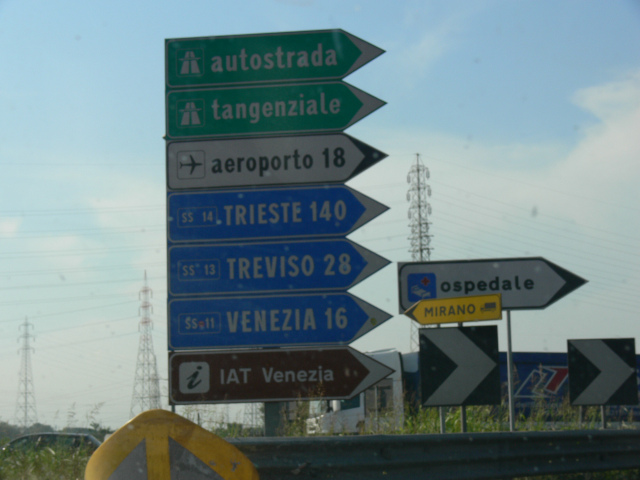 autostrada
tangenziale
aeroporto 18
SS 14 TRIESTE 140
SS 13 TREVISO 28
SS 11 VENEZIA 16
i IAT Venezia
ospedale
MIRANO